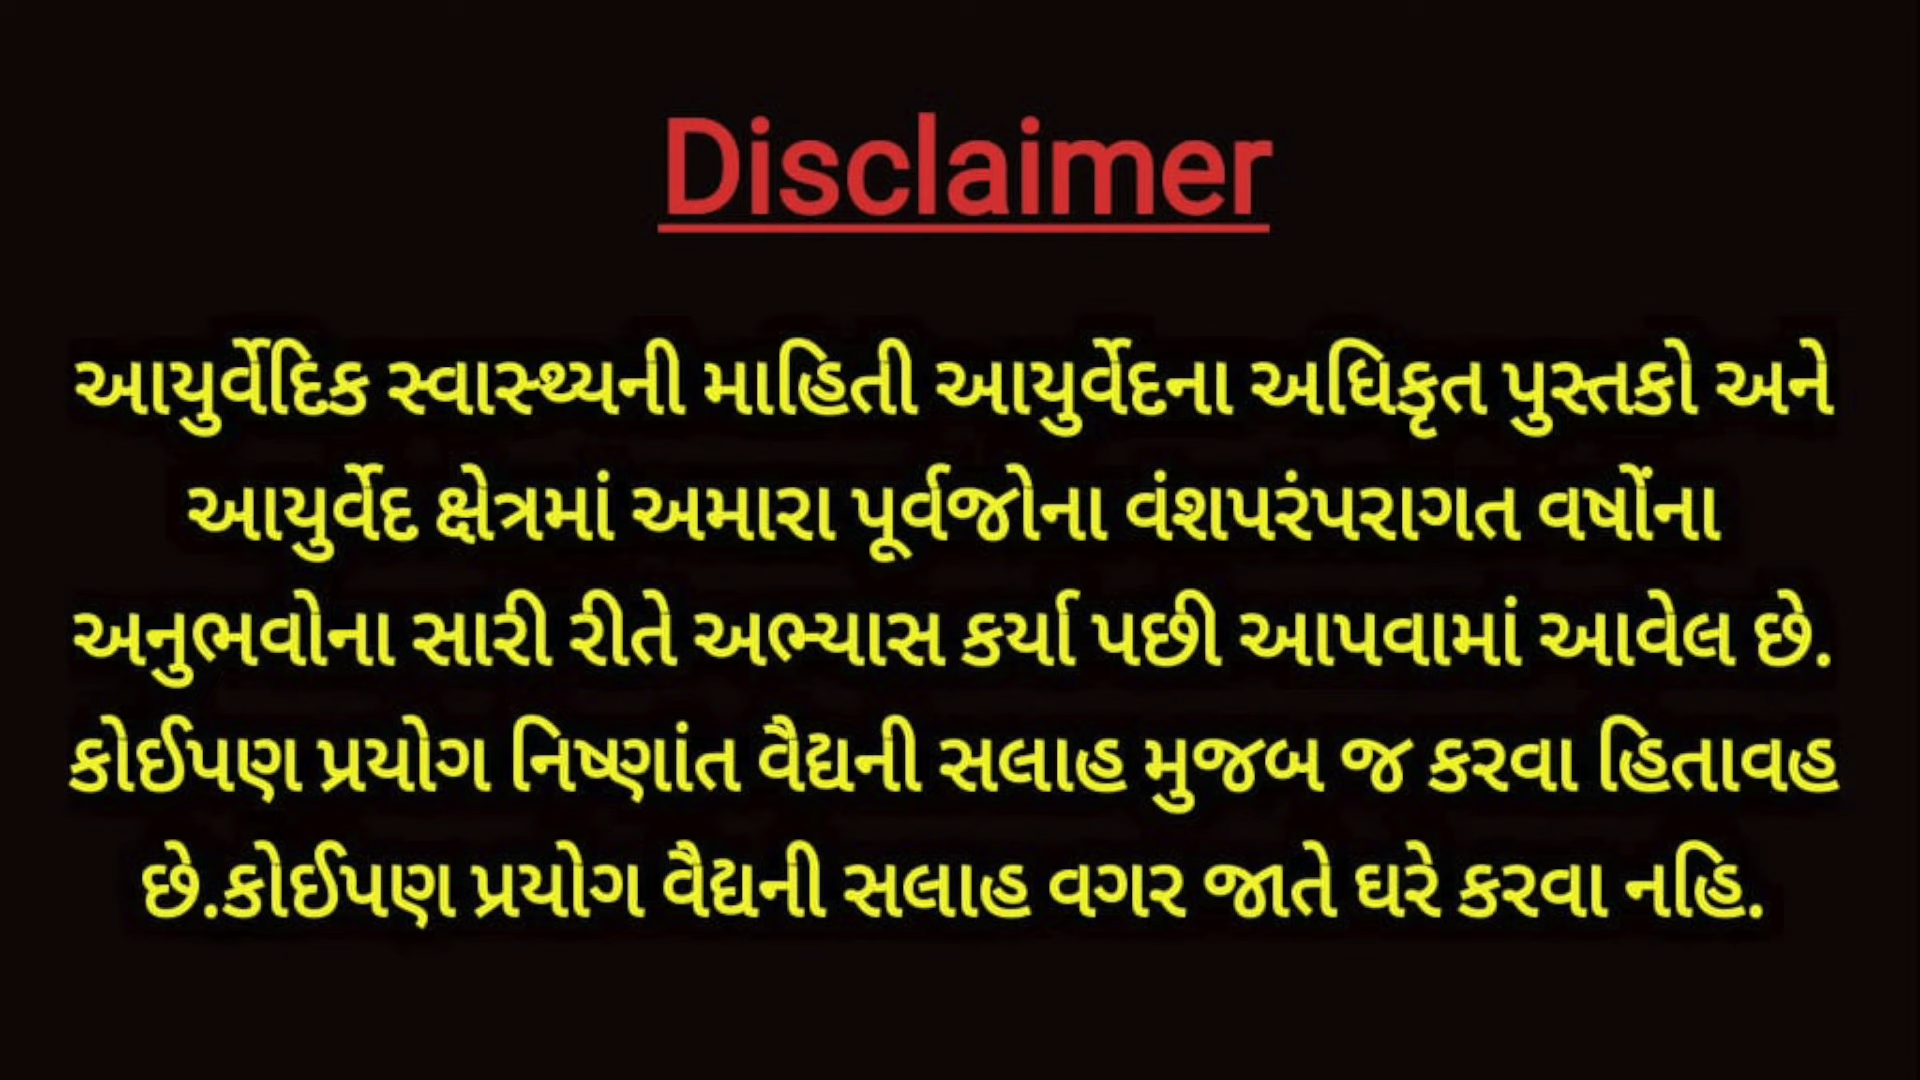 Disclaimer
આયુર્વેદિક સ્વાસ્થ્યની માહિતી આયુર્વેદના અધિકૃત પુસ્તકો અને
આયુર્વેદ ક્ષેત્રમાં અમારા પૂર્વજોના વંશપરંપરાગત વર્ષોના
અનુભવોના સારી રીતે અભ્યાસ કર્યા પછી આપવામાં આવેલ છે.
કોઈપણ પ્રયોગ નિષ્ણાંત વૈદ્યની સલાહ મુજબ જ કરવા હિતાવહ
છે.કોઈપણ પ્રયોગ વૈદ્યની સલાહ વગર જાતે ઘરે કરવા નહિ.